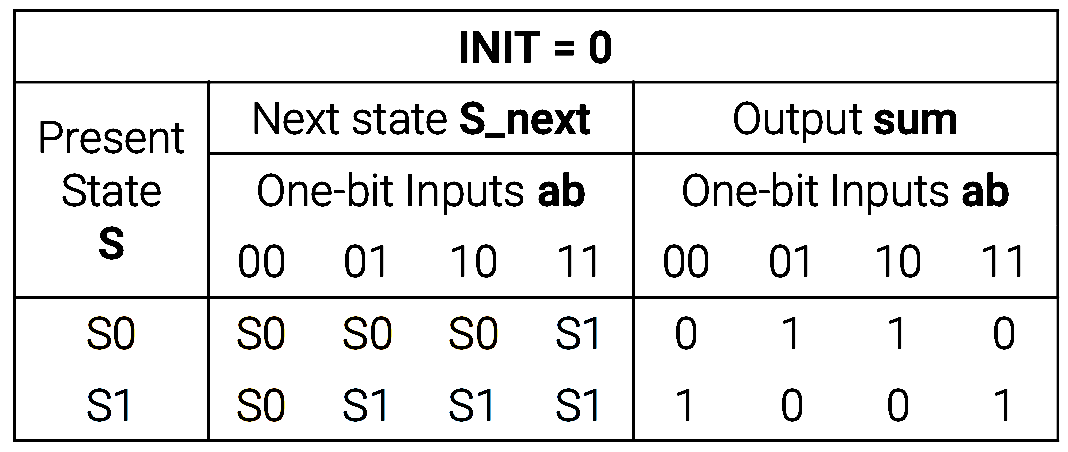 INIT = 0
Present State S
Next state S_next
Output sum
One-bit Inputs ab
One-bit Inputs ab
00 01 10 11
00 01 10 11
S0 S0 S0 S0 S1 0 1 1 0
S1 S0 S1 S1 S1 1 0 0 1